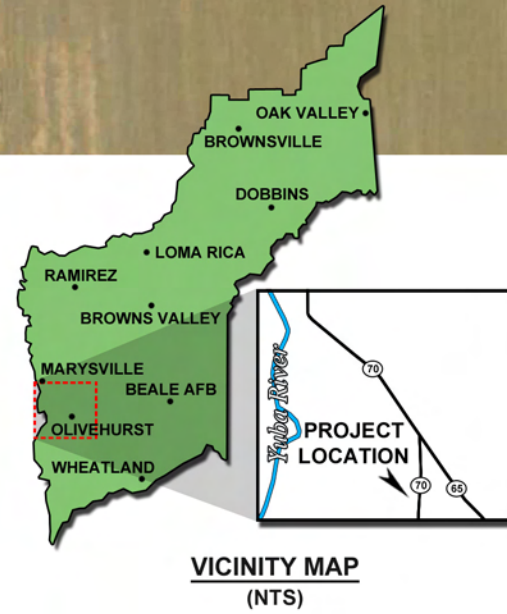 OAK VALLEY
BROWNSVILLE
DOBBINS
LOMA RICA
RAMIREZ
BROWNS VALLEY
MARYSVILLE
BEALE AFB
OLIVEHURST
WHEATLAND
Yuba River
70
PROJECT
LOCATION
70
65
VICINITY MAP
(NTS)